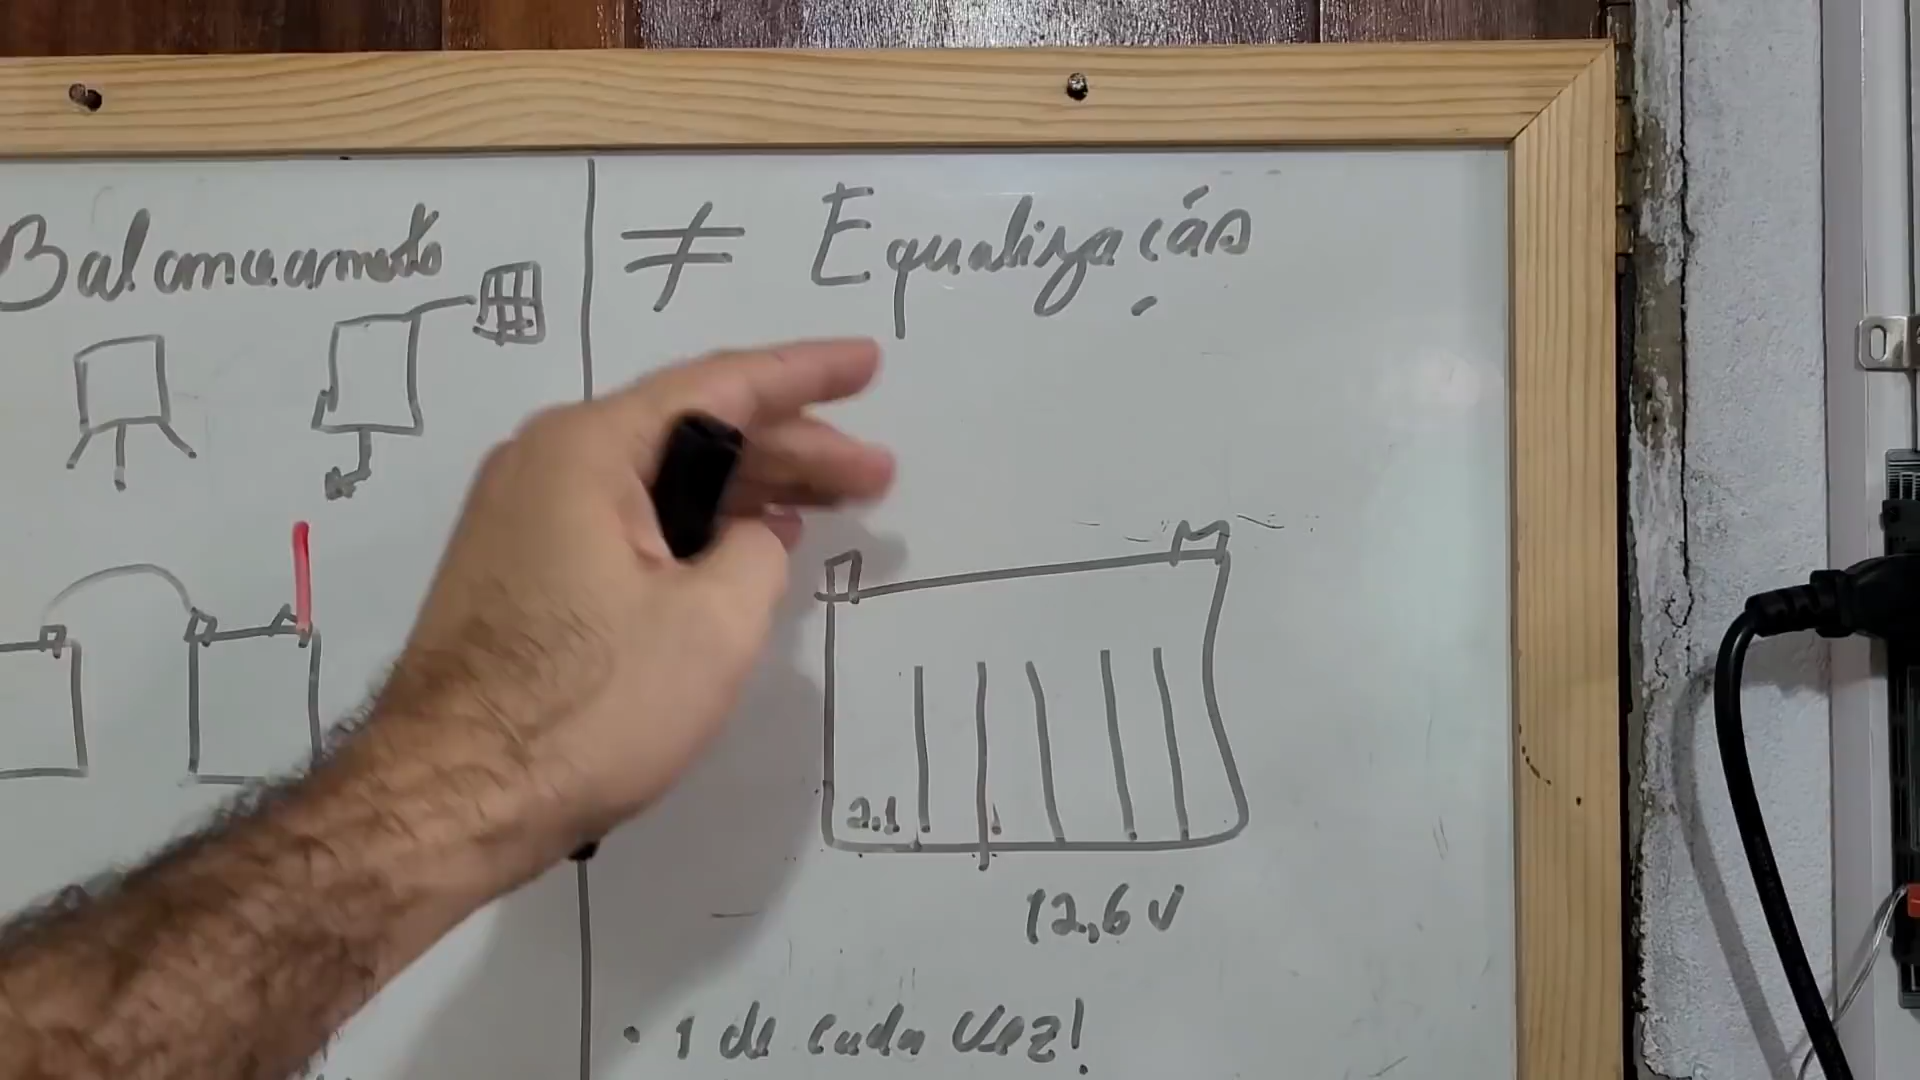 Balanceamento ≠ Equalização
2.1
12,6 V
• 1 de cada vez!